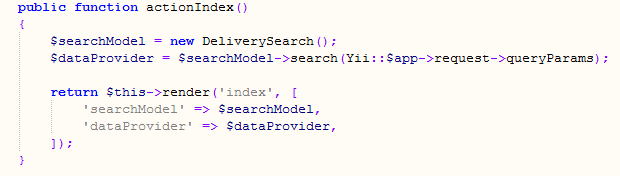 public function actionIndex()
{
    $searchModel = new DeliverySearch();
    $dataProvider = $searchModel->search(Yii::$app->request->queryParams);

    return $this->render('index', [
        'searchModel' => $searchModel,
        'dataProvider' => $dataProvider,
    ]);
}